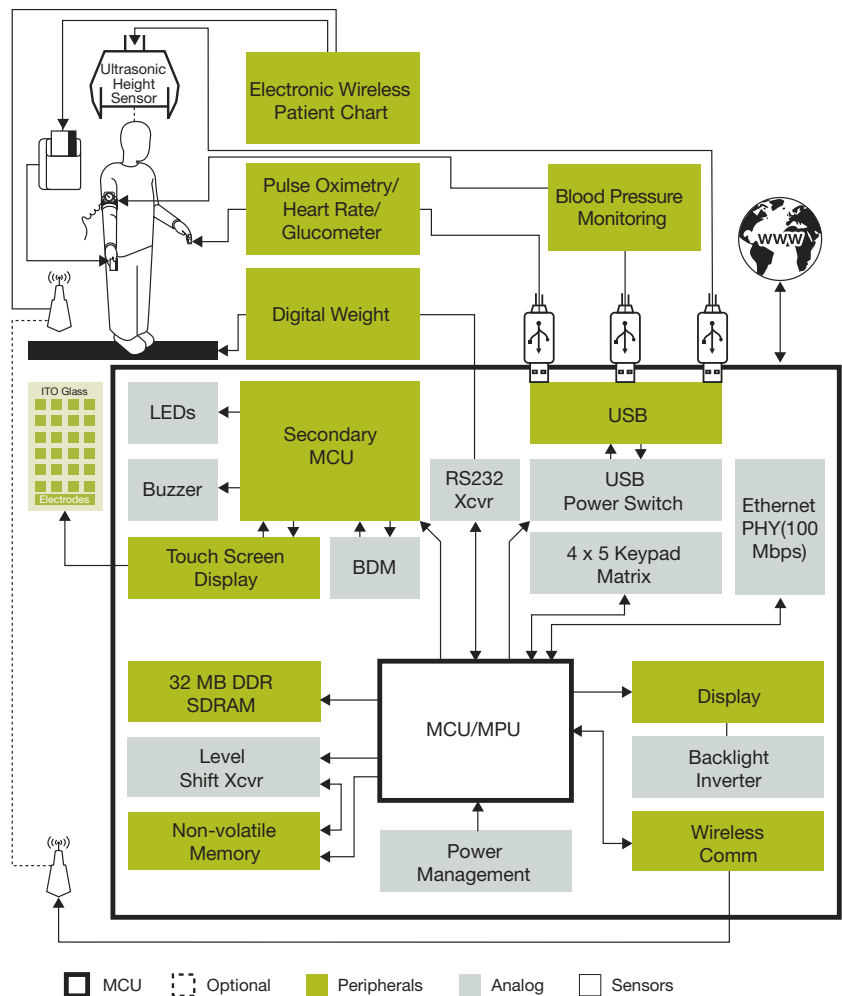 Ultrasonic
Height
Sensor
Electronic Wireless
Patient Chart
Pulse Oximetry/
Heart Rate/
Glucometer
Blood Pressure
Monitoring
www
Digital Weight
ITO Glass
Electrodes
LEDs
Buzzer
Secondary
MCU
RS232
Xcvr
USB
USB
Power Switch
Ethernet
PHY(100
Mbps)
Touch Screen
Display
BDM
4 x 5 Keypad
Matrix
32 MB DDR
SDRAM
MCU/MPU
Display
Level
Shift Xcvr
Backlight
Inverter
Non-volatile
Memory
Power
Management
Wireless
Comm
MCU
Optional
Peripherals
Analog
Sensors